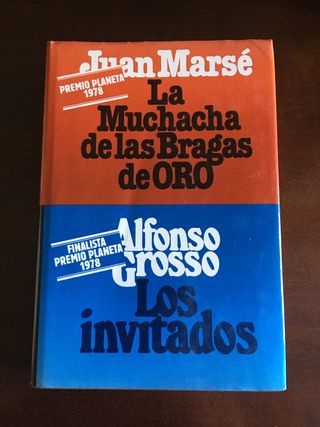 Juan Marsé
PREMIO PLANETA
1978
La
Muchacha
de las Bragas
de ORO
Alfonso
Grosso
FINALISTA
PREMIO PLANETA
1978
Los
invitados